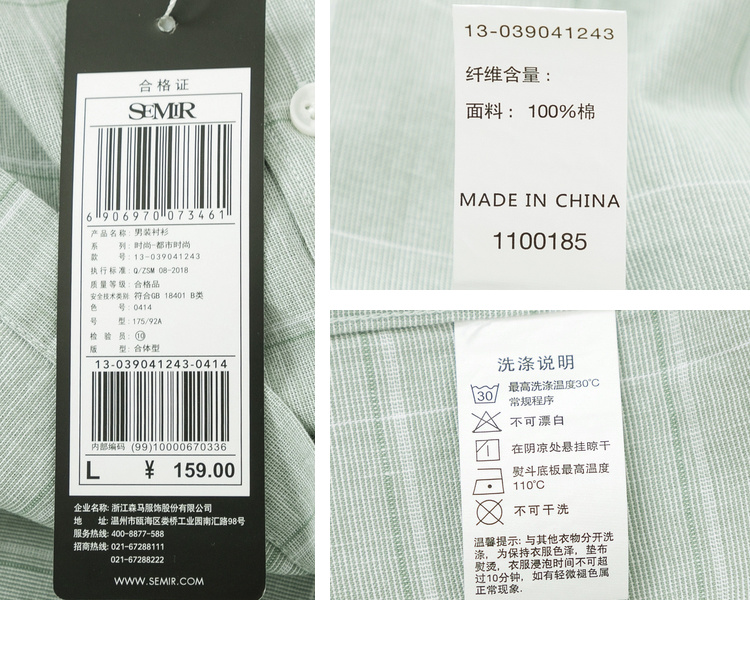 合格证
SEMIR
6 906970 073461
产品名称: 男装衬衫
系 列: 时尚-都市时尚
款 号: 13-039041243
执行标准: Q/ZSM 08-2018
质量等级: 合格品
安全技术类别: 符合GB 18401 B类
色 号: 0414
号 型: 175/92A
检 验 员: ⑩
版 型: 合体型
13-039041243-0414
内部编码 (99)10000670336
L ¥ 159.00
企业名称: 浙江森马服饰股份有限公司
地 址: 温州市瓯海区娄桥工业园南汇路98号
服务热线: 400-8877-588
招商热线: 021-67288111
021-67288222
WWW.SEMIR.COM
13-039041243
纤维含量：
面料： 100%棉
MADE IN CHINA
1100185
洗涤说明
30 最高洗涤温度30℃
常规程序
不可漂白
在阴凉处悬挂晾干
熨斗底板最高温度
110℃
不可干洗
温馨提示: 与其他衣物分开洗
涤, 为保持衣服色泽, 垫布
熨烫, 衣服浸泡时间不可超
过10分钟, 如有轻微褪色属
正常现象.